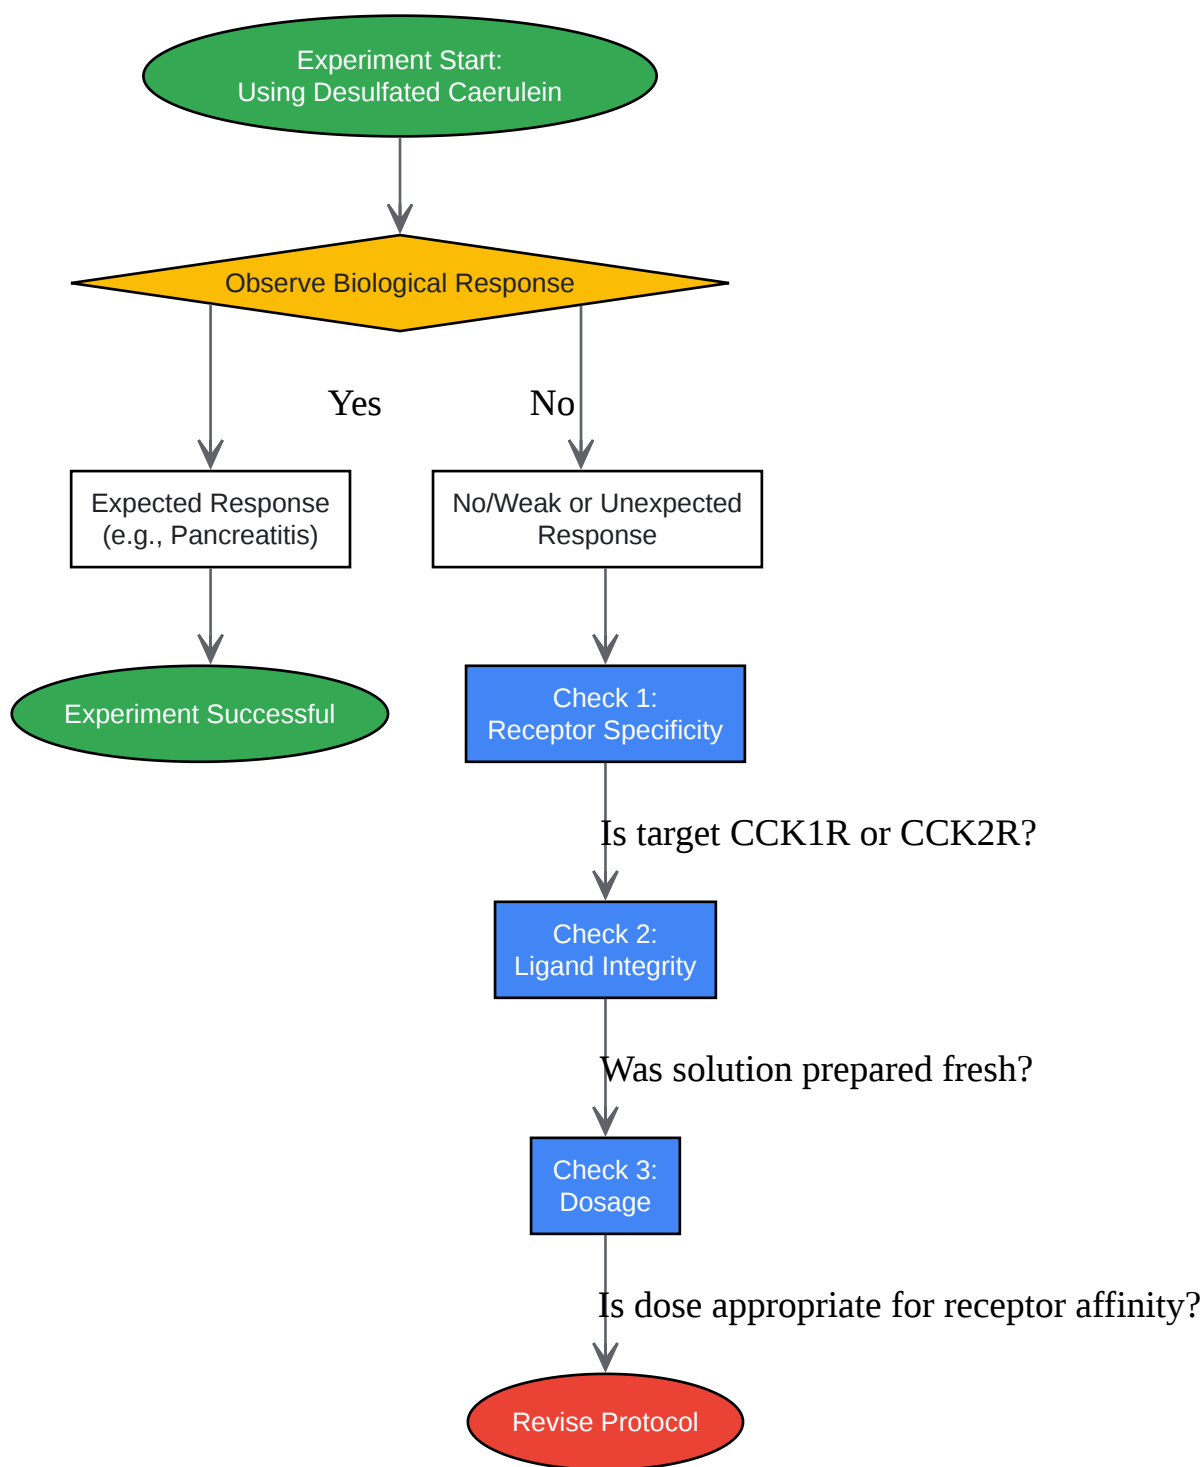 Experiment Start:
Using Desulfated Caerulein
Observe Biological Response
Yes
No
Expected Response
(e.g., Pancreatitis)
No/Weak or Unexpected
Response
Experiment Successful
Check 1:
Receptor Specificity
Is target CCK1R or CCK2R?
Check 2:
Ligand Integrity
Was solution prepared fresh?
Check 3:
Dosage
Is dose appropriate for receptor affinity?
Revise Protocol